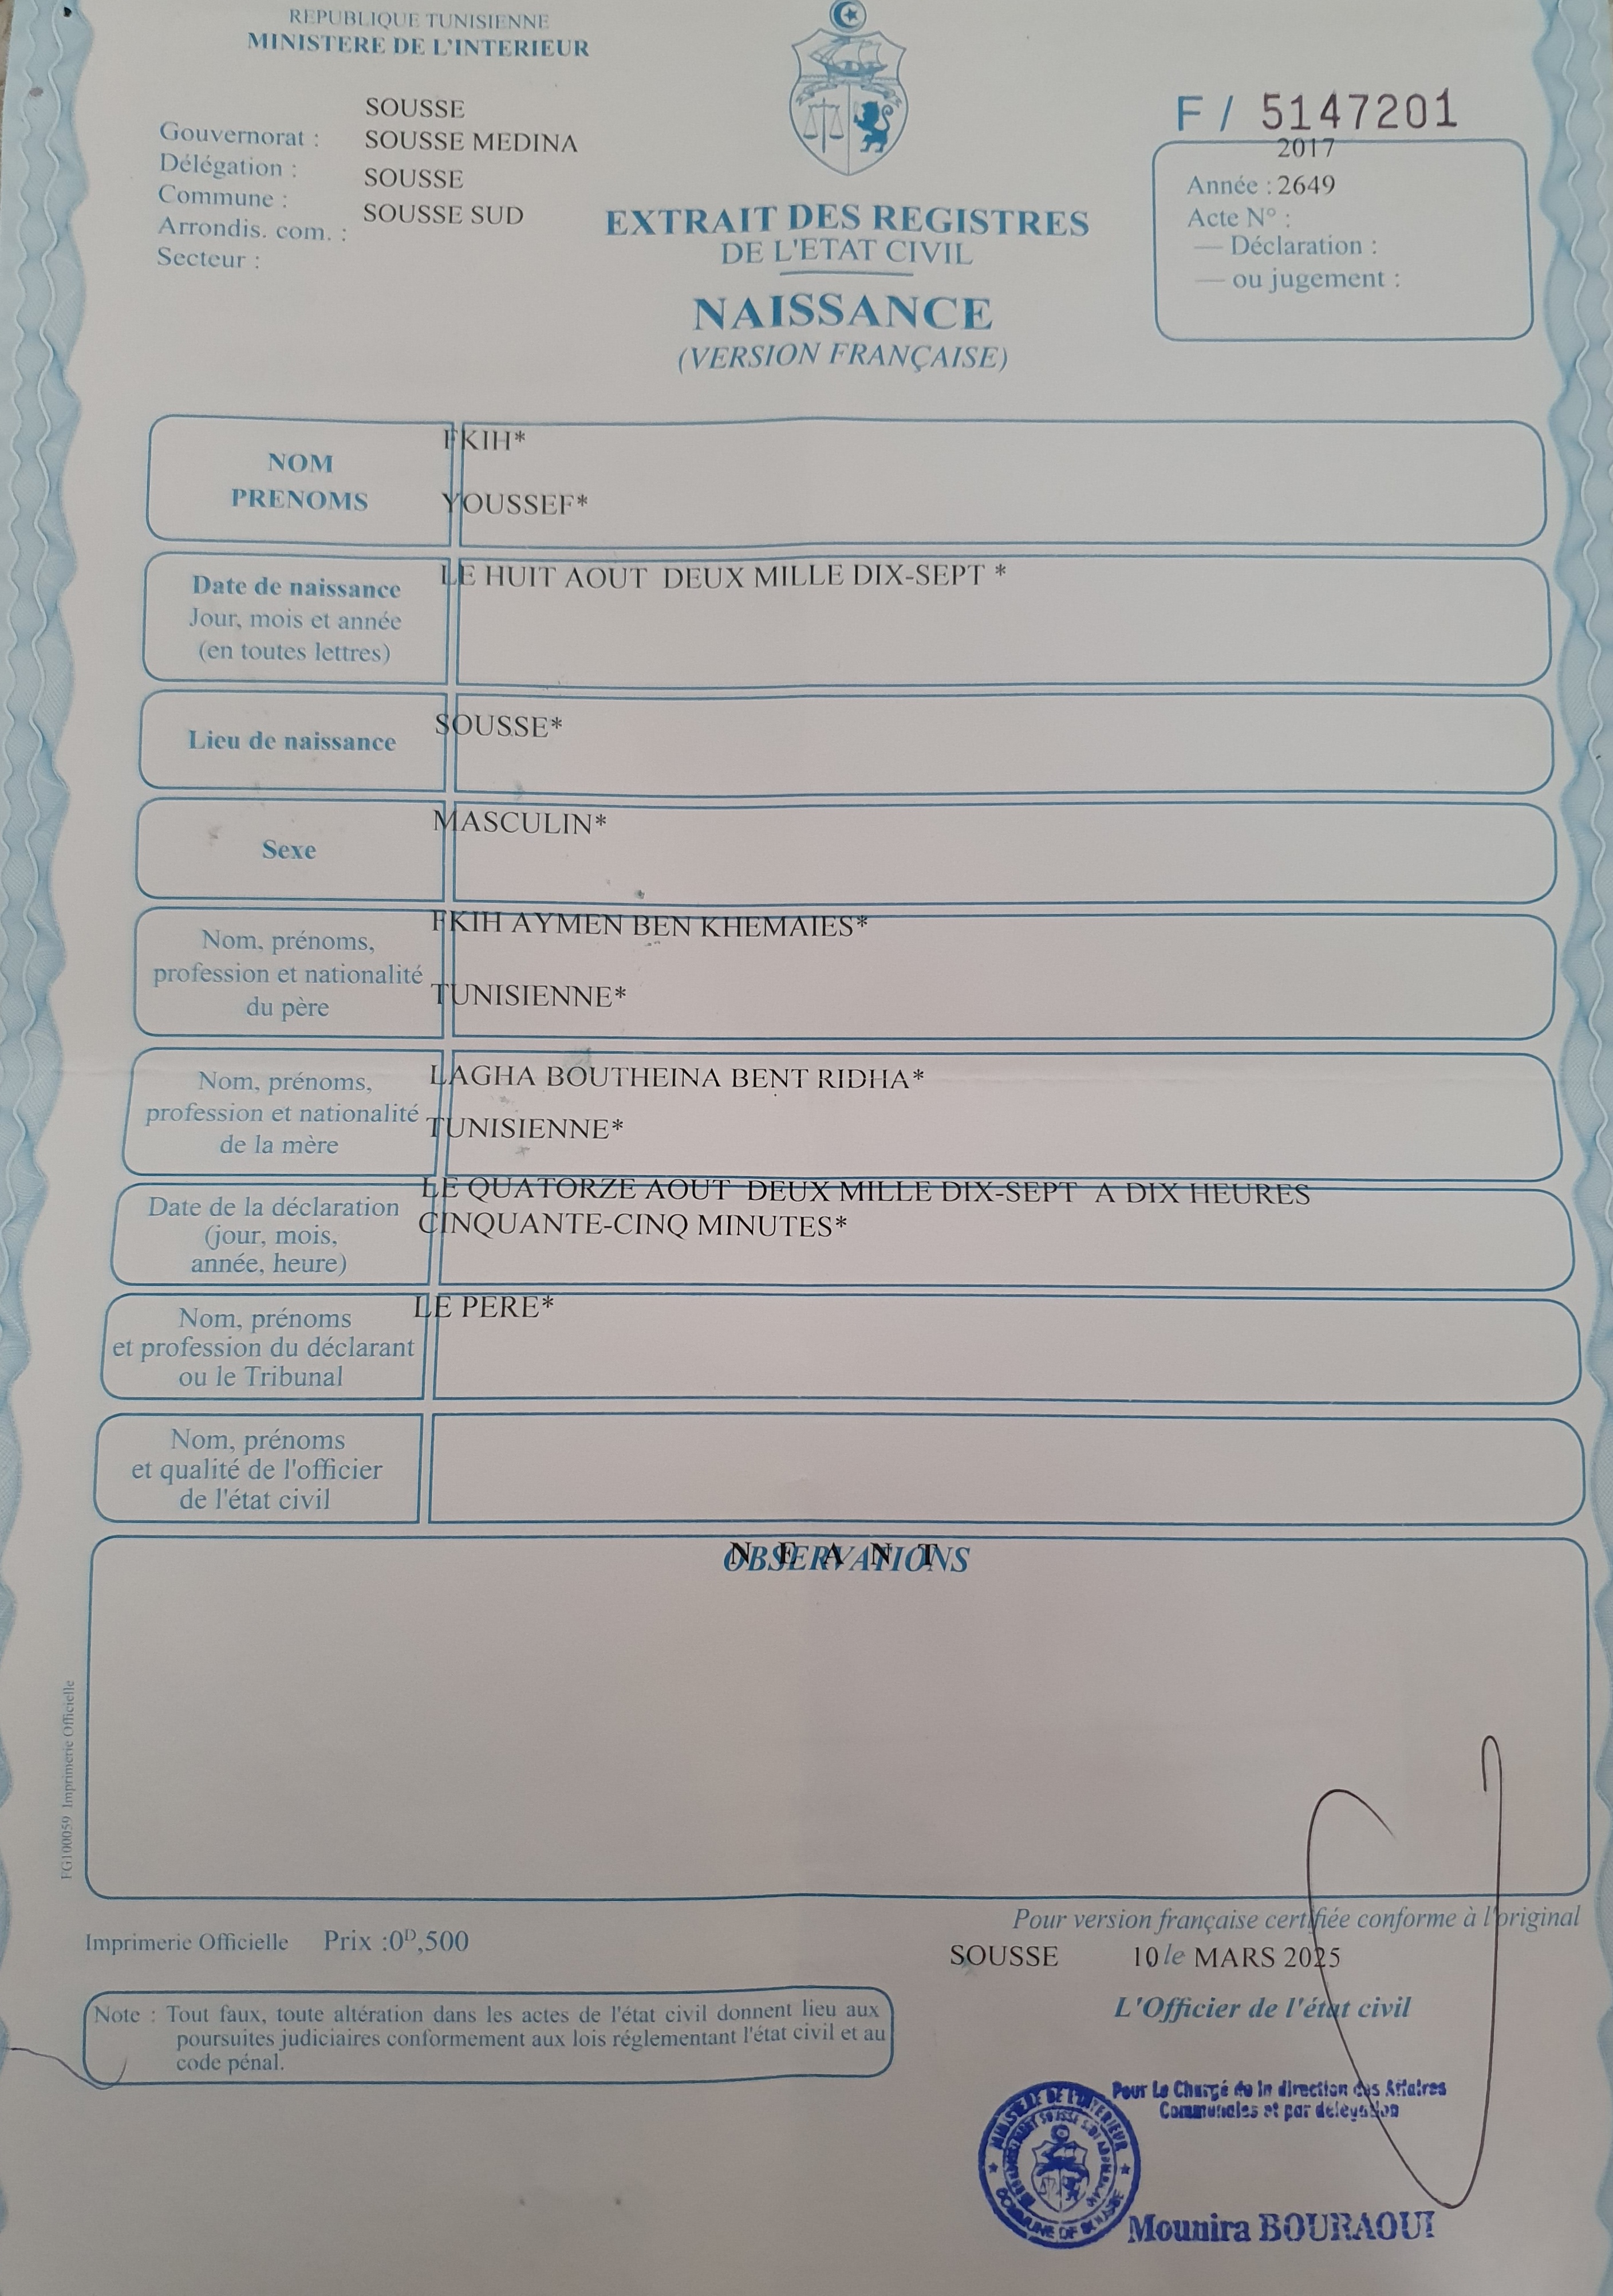 REPUBLIQUE TUNISIENNE
MINISTERE DE L'INTERIEUR
Gouvernorat : SOUSSE
Délégation : SOUSSE MEDINA
Commune : SOUSSE
Arrondis. com. : SOUSSE SUD
Secteur :
EXTRAIT DES REGISTRES
DE L'ETAT CIVIL
NAISSANCE
(VERSION FRANÇAISE)
F / 5147201
2017
Année : 2649
Acte N° :
— Déclaration :
— ou jugement :
NOM
PRENOMS
FKIH*
YOUSSEF*
Date de naissance
Jour, mois et année
(en toutes lettres)
LE HUIT AOUT DEUX MILLE DIX-SEPT *
Lieu de naissance
SOUSSE*
Sexe
MASCULIN*
Nom, prénoms,
profession et nationalité
du père
FKIH AYMEN BEN KHEMAIES*
TUNISIENNE*
Nom, prénoms,
profession et nationalité
de la mère
LAGHA BOUTHEINA BENT RIDHA*
TUNISIENNE*
Date de la déclaration
(jour, mois,
année, heure)
LE QUATORZE AOUT DEUX MILLE DIX-SEPT A DIX HEURES
CINQUANTE-CINQ MINUTES*
Nom, prénoms
et profession du déclarant
ou le Tribunal
LE PERE*
Nom, prénoms
et qualité de l'officier
de l'état civil
OBSERVATIONS
N E A N T
FG100059 Imprimerie Officielle
Pour version française certifiée conforme à l'original
Imprimerie Officielle Prix :0D,500
SOUSSE 10 le MARS 2025
L'Officier de l'état civil
Note : Tout faux, toute altération dans les actes de l'état civil donnent lieu aux
poursuites judiciaires conformement aux lois réglementant l'état civil et au
code pénal.
Pour Le Chargé de la direction des Affaires
Communales et par délégation
MINISTERE DE L'INTERIEUR
COMMUNE DE SOUSSE
Mounira BOURAOUI